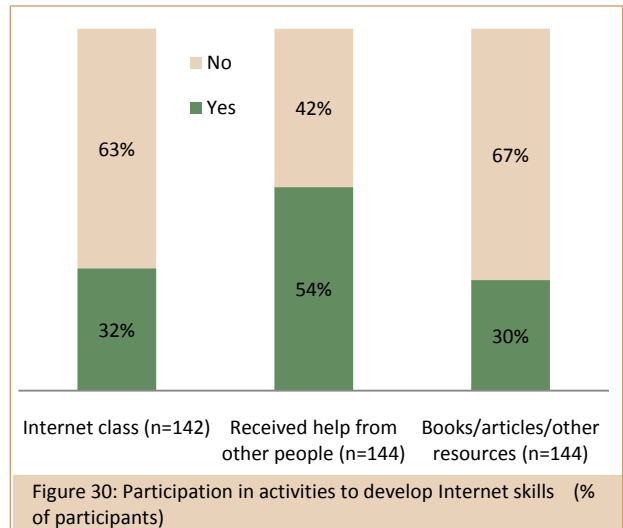 No
Yes
63%
42%
67%
32%
54%
30%
Internet class (n=142)
Received help from
other people (n=144)
Books/articles/other
resources (n=144)
Figure 30: Participation in activities to develop Internet skills (%
of participants)